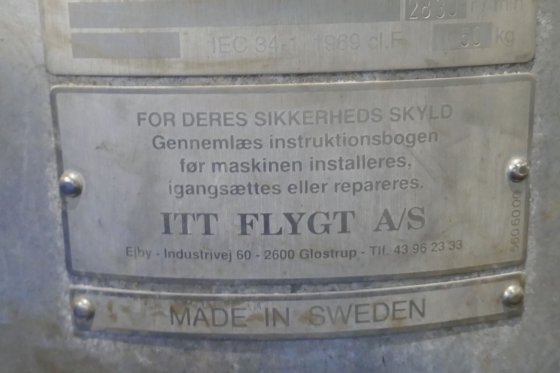 IEC 34-1 1969 cl.F kg
FOR DERES SIKKERHEDS SKYLD
Gennemlæs instruktionsbogen
før maskinen installeres,
igangsættes eller repareres.
ITT FLYGT A/S
Ejby - Industrivej 60 - 2600 Glostrup - Tlf. 43 96 23 33
MADE IN SWEDEN